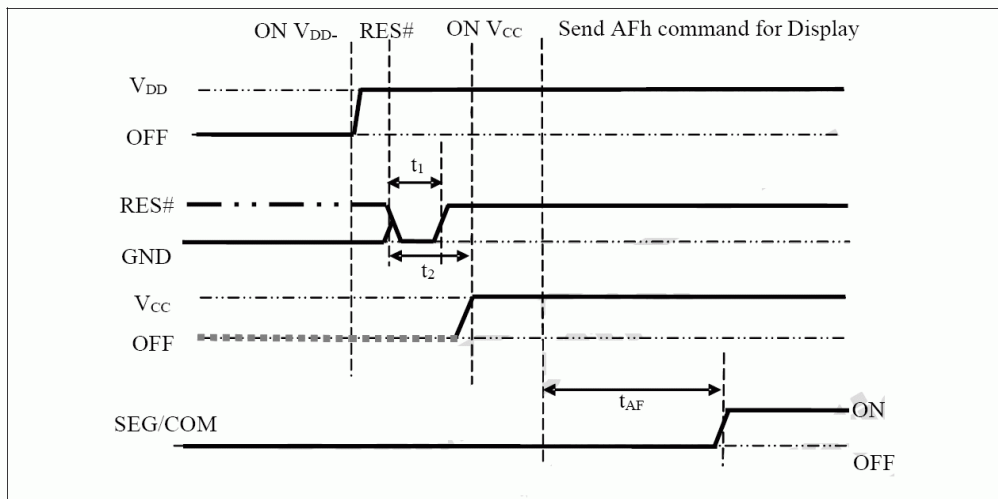 ON VDD- RES# ON VCC Send AFh command for Display
VDD
OFF
t1
RES#
GND
t2
VCC
OFF
tAF
ON
SEG/COM
OFF